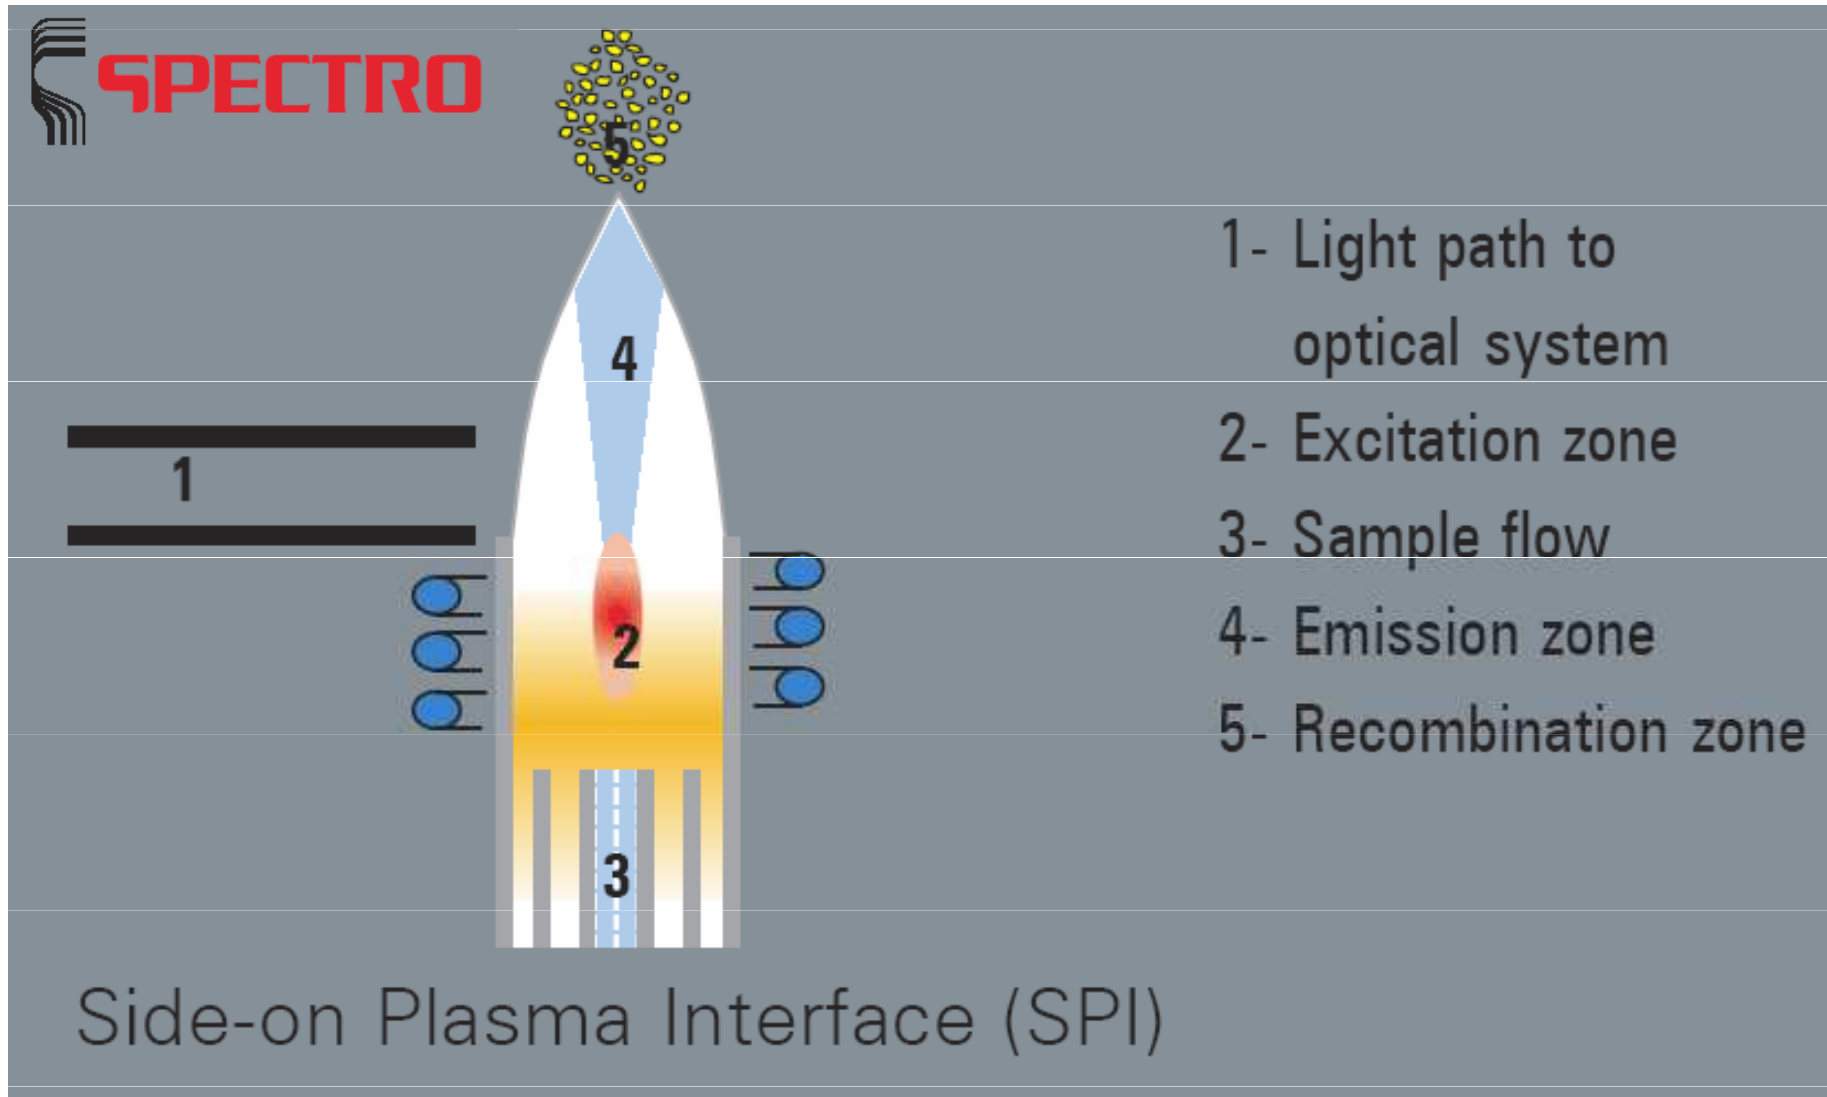 SPECTRO
5
1- Light path to
optical system
4
2- Excitation zone
1
3- Sample flow
2
4- Emission zone
5- Recombination zone
3
Side-on Plasma Interface (SPI)